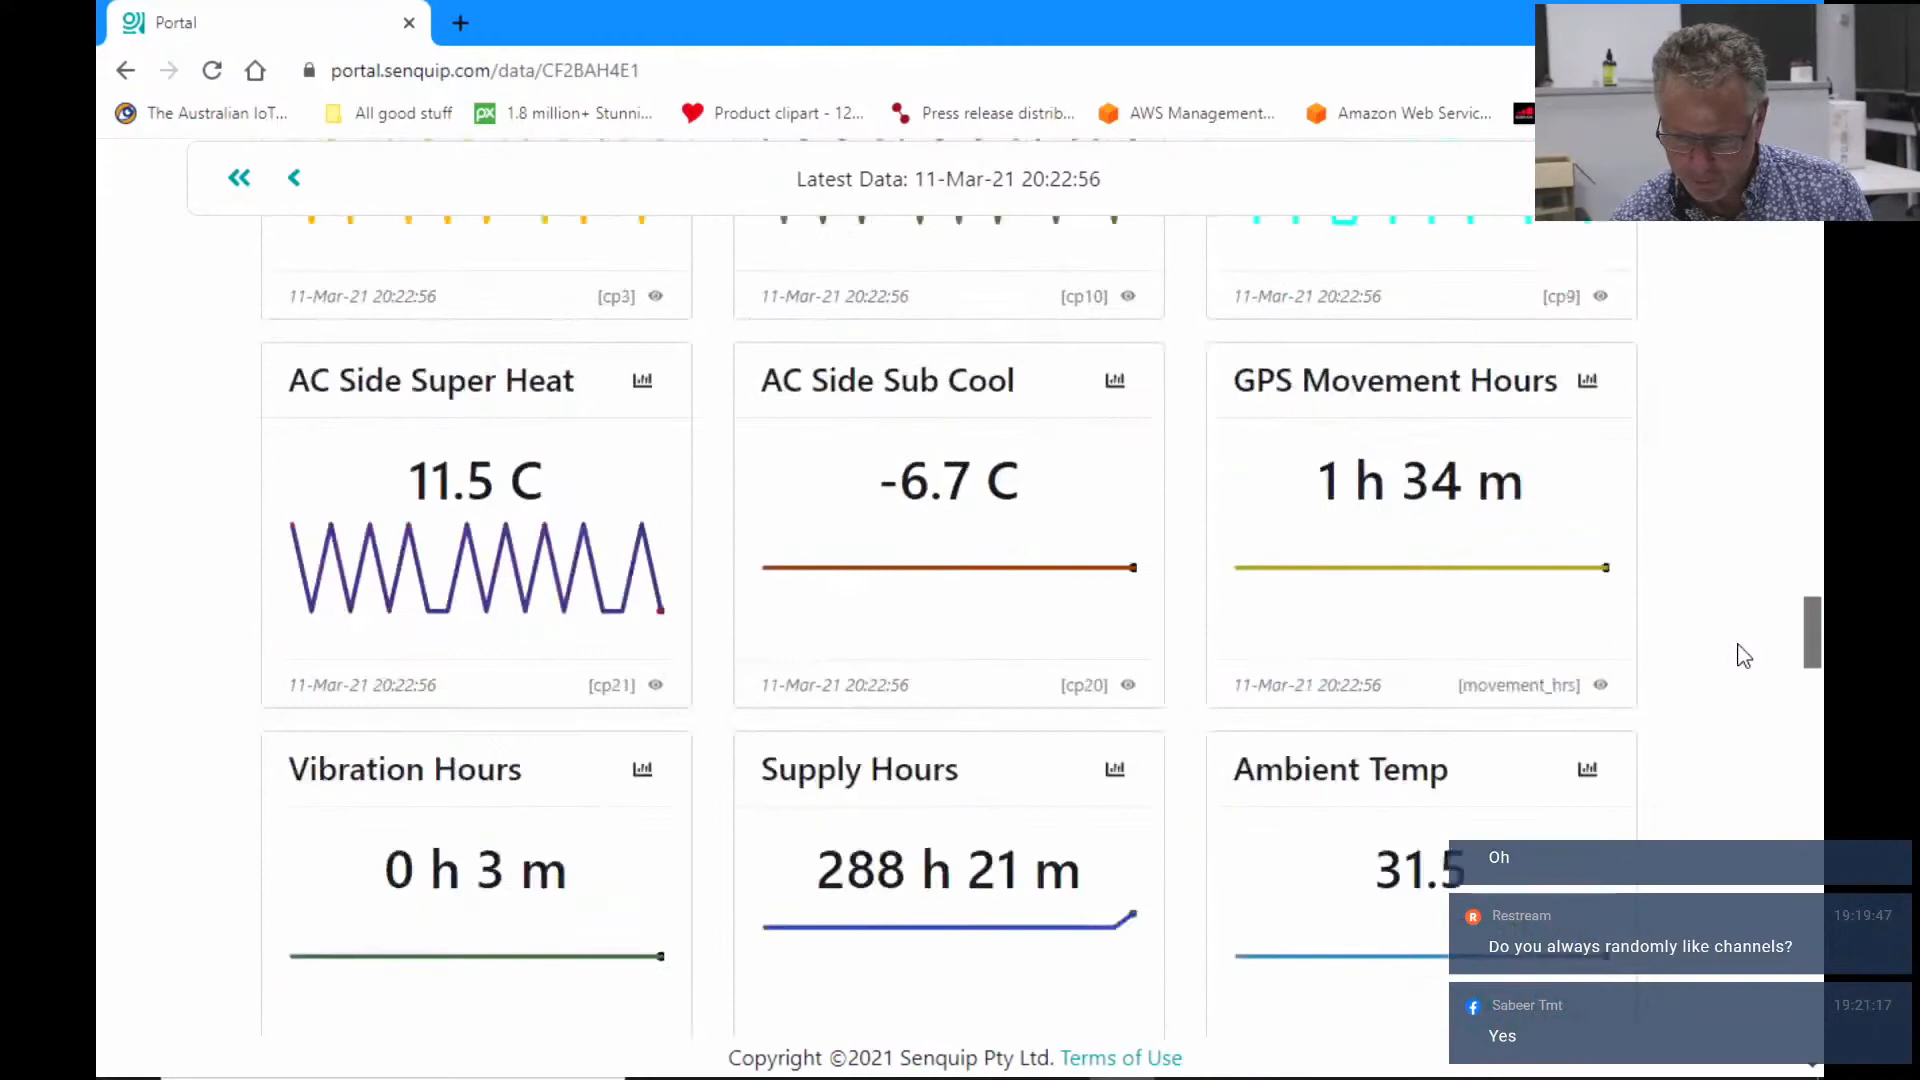 Portal
portal.senquip.com/data/CF2BAH4E1
The Australian IoT...
All good stuff
px
1.8 million+ Stunni...
Product clipart - 12...
Press release distrib...
AWS Management...
Amazon Web Servic...
Latest Data: 11-Mar-21 20:22:56
11-Mar-21 20:22:56 [cp3]
11-Mar-21 20:22:56 [cp10]
11-Mar-21 20:22:56 [cp9]
AC Side Super Heat
11.5 C
11-Mar-21 20:22:56 [cp21]
AC Side Sub Cool
-6.7 C
11-Mar-21 20:22:56 [cp20]
GPS Movement Hours
1 h 34 m
11-Mar-21 20:22:56 [movement_hrs]
Vibration Hours
0 h 3 m
Supply Hours
288 h 21 m
Ambient Temp
31.5
Oh
R Restream 19:19:47
Do you always randomly like channels?
Sabeer Tmt 19:21:17
Yes
Copyright ©2021 Senquip Pty Ltd. Terms of Use